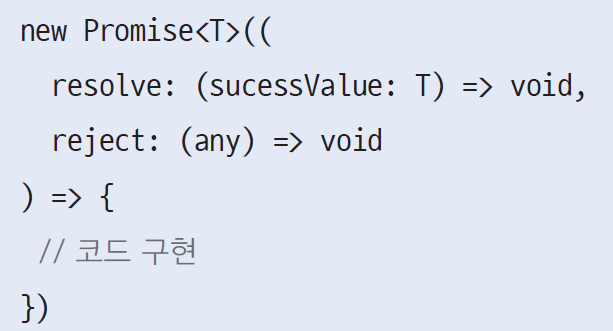 new Promise<T>((
  resolve: (sucessValue: T) => void,
  reject: (any) => void
) => {
 // 코드 구현
})